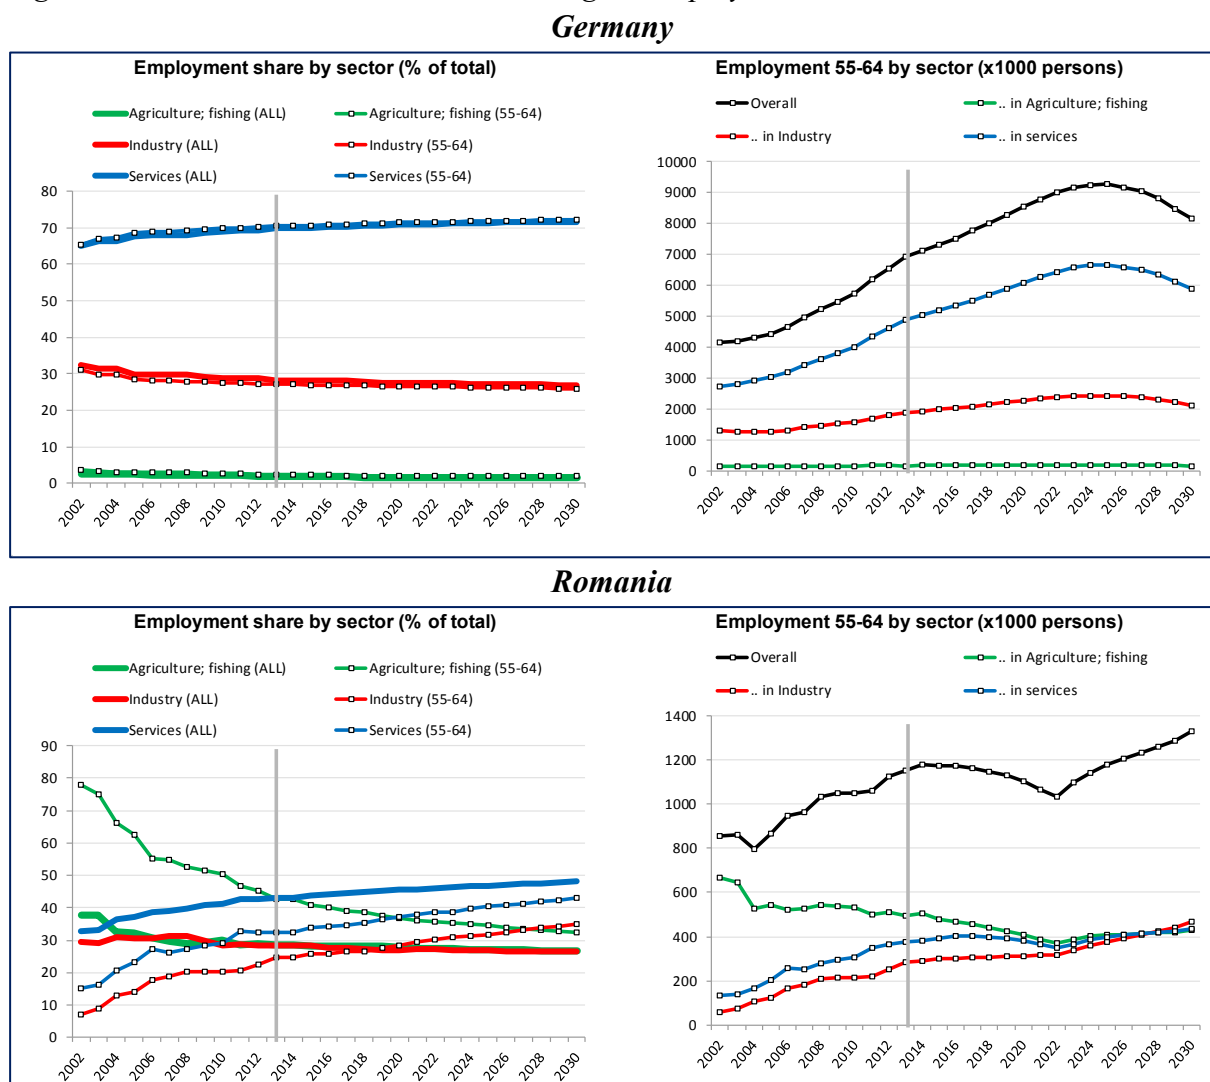 Germany
Employment share by sector (% of total)
Agriculture; fishing (ALL)
Agriculture; fishing (55-64)
Industry (ALL)
Industry (55-64)
Services (ALL)
Services (55-64)
80
70
60
50
40
30
20
10
0
2002 2004 2006 2008 2010 2012 2014 2016 2018 2020 2022 2024 2026 2028 2030
Employment 55-64 by sector (x1000 persons)
Overall
.. in Agriculture; fishing
.. in Industry
.. in services
10000
9000
8000
7000
6000
5000
4000
3000
2000
1000
0
2002 2004 2006 2008 2010 2012 2014 2016 2018 2020 2022 2024 2026 2028 2030
Romania
Employment share by sector (% of total)
Agriculture; fishing (ALL)
Agriculture; fishing (55-64)
Industry (ALL)
Industry (55-64)
Services (ALL)
Services (55-64)
90
80
70
60
50
40
30
20
10
0
2002 2004 2006 2008 2010 2012 2014 2016 2018 2020 2022 2024 2026 2028 2030
Employment 55-64 by sector (x1000 persons)
Overall
.. in Agriculture; fishing
.. in Industry
.. in services
1400
1200
1000
800
600
400
200
0
2002 2004 2006 2008 2010 2012 2014 2016 2018 2020 2022 2024 2026 2028 2030